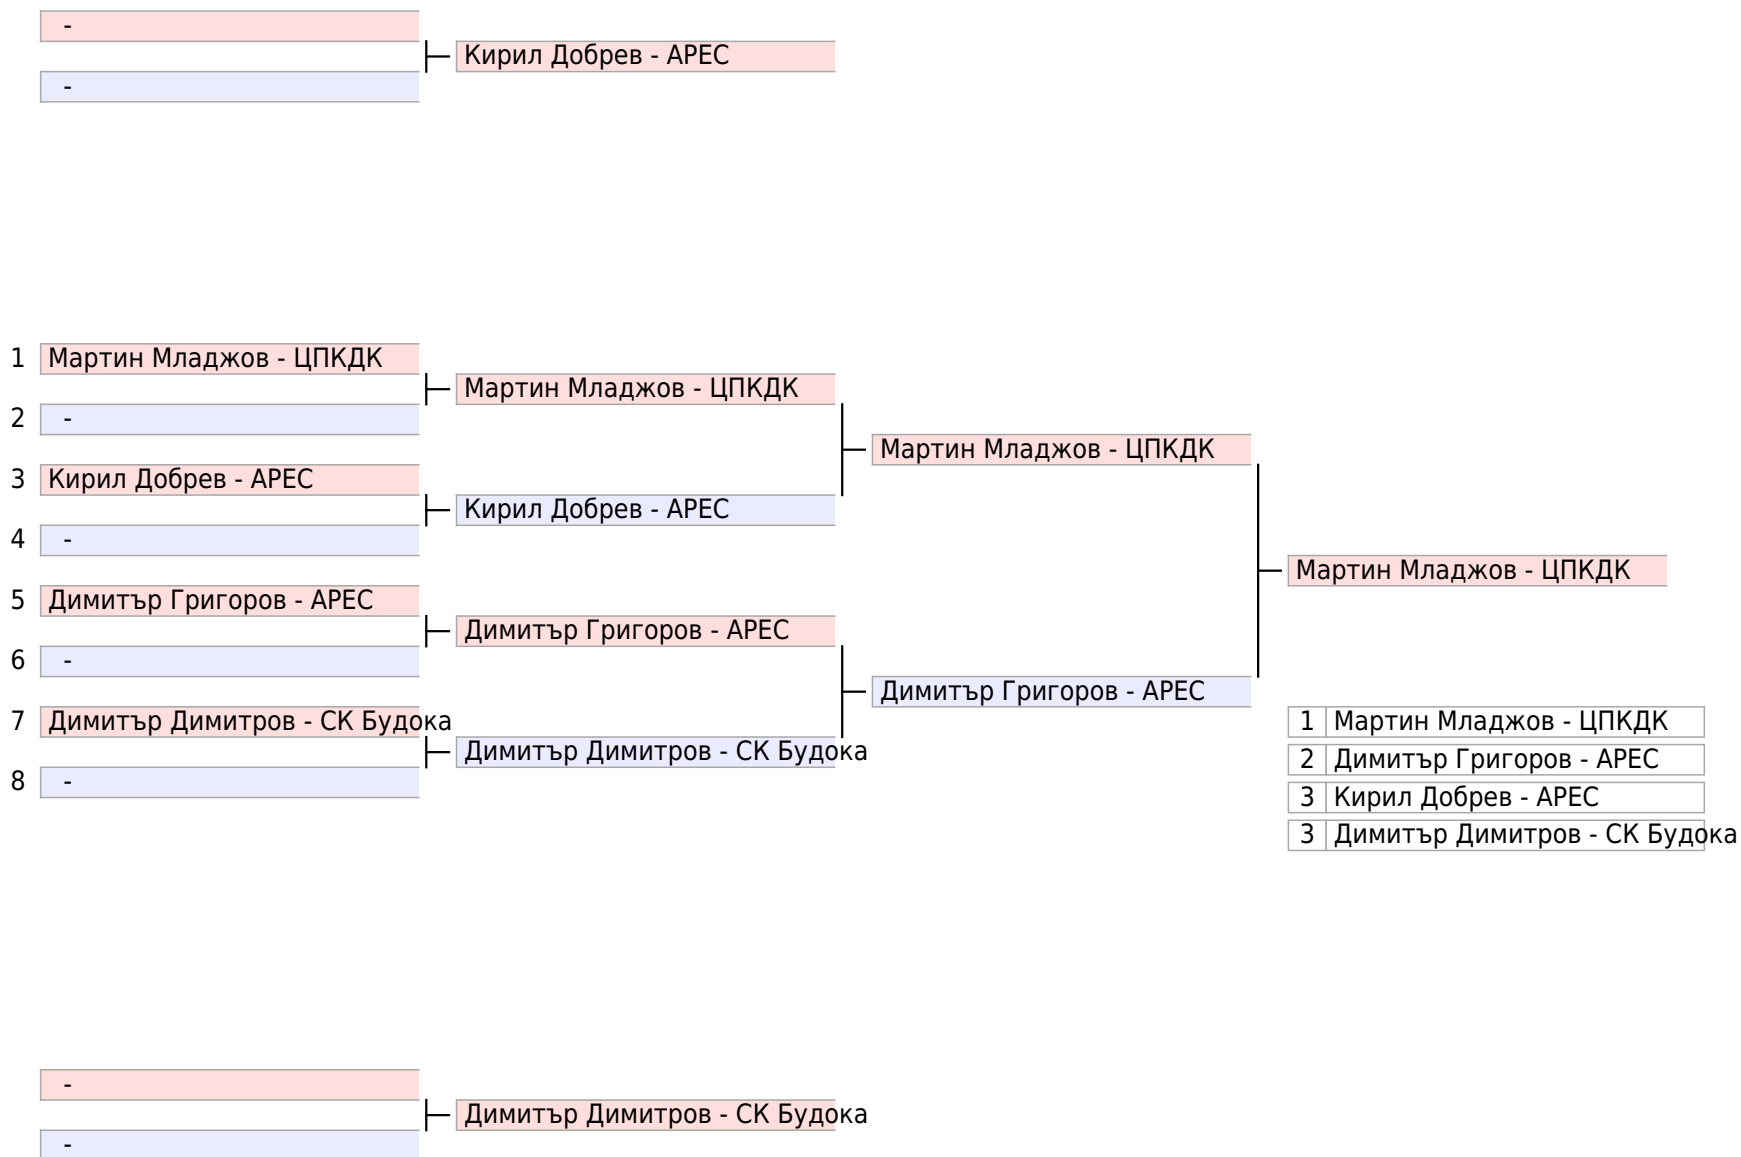 -
Кирил Добрев - АРЕС
-
1 Мартин Младжов - ЦПКДК
Мартин Младжов - ЦПКДК
2 -
Мартин Младжов - ЦПКДК
3 Кирил Добрев - АРЕС
Кирил Добрев - АРЕС
4 -
Мартин Младжов - ЦПКДК
5 Димитър Григоров - АРЕС
Димитър Григоров - АРЕС
6 -
Димитър Григоров - АРЕС
7 Димитър Димитров - СК Будока
1 Мартин Младжов - ЦПКДК
Димитър Димитров - СК Будока
2 Димитър Григоров - АРЕС
8 -
3 Кирил Добрев - АРЕС
3 Димитър Димитров - СК Будока
-
Димитър Димитров - СК Будока
-